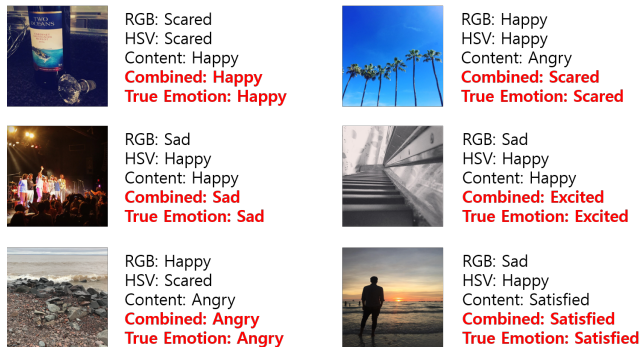 TWO
OCEANS
RGB: Scared
HSV: Scared
Content: Happy
Combined: Happy
True Emotion: Happy
RGB: Happy
HSV: Happy
Content: Angry
Combined: Scared
True Emotion: Scared
RGB: Sad
HSV: Happy
Content: Happy
Combined: Sad
True Emotion: Sad
RGB: Sad
HSV: Happy
Content: Happy
Combined: Excited
True Emotion: Excited
RGB: Happy
HSV: Scared
Content: Angry
Combined: Angry
True Emotion: Angry
RGB: Sad
HSV: Happy
Content: Satisfied
Combined: Satisfied
True Emotion: Satisfied